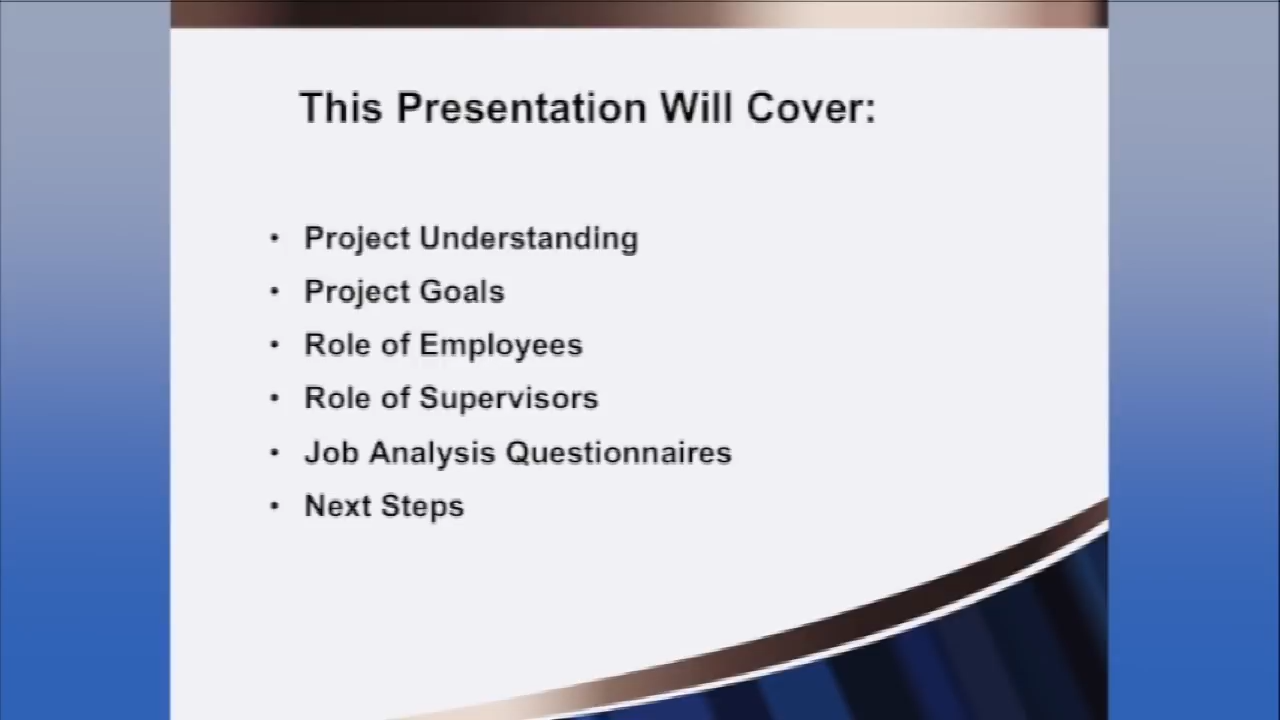 This Presentation Will Cover:
• Project Understanding
• Project Goals
• Role of Employees
• Role of Supervisors
• Job Analysis Questionnaires
• Next Steps